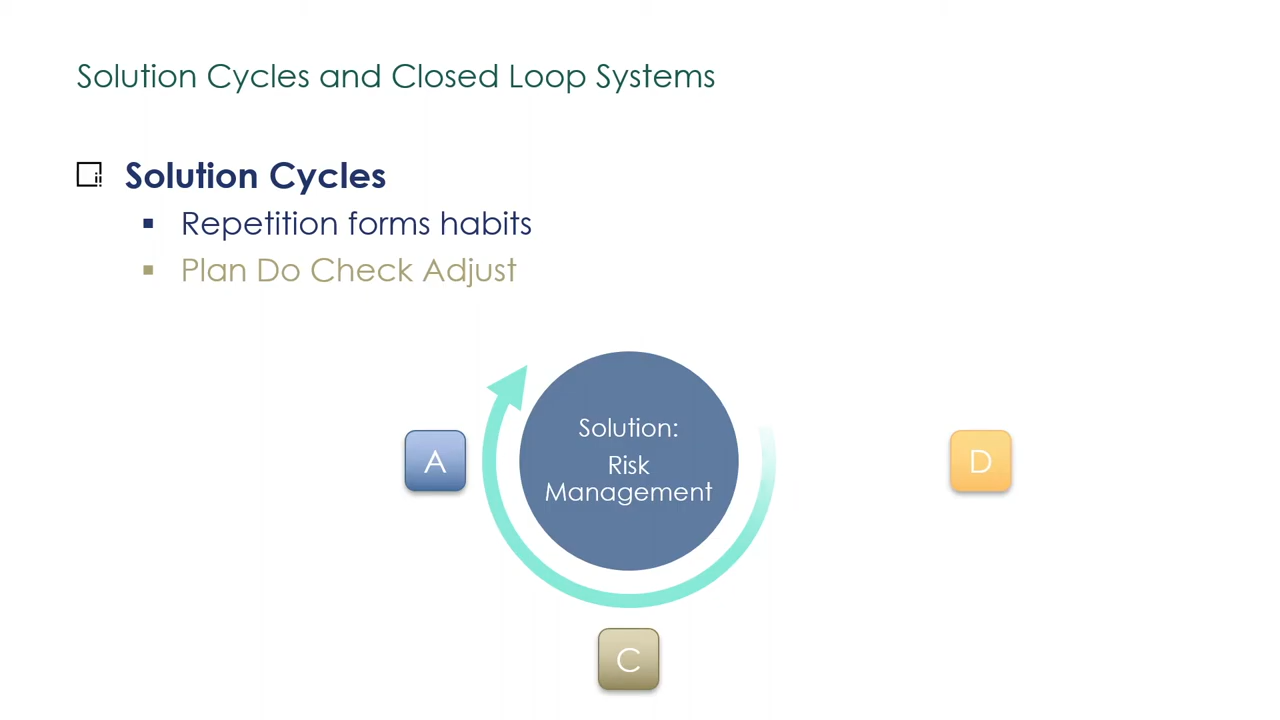 Solution Cycles and Closed Loop Systems
Solution Cycles
Repetition forms habits
Plan Do Check Adjust
Solution:
Risk
Management
A
D
C